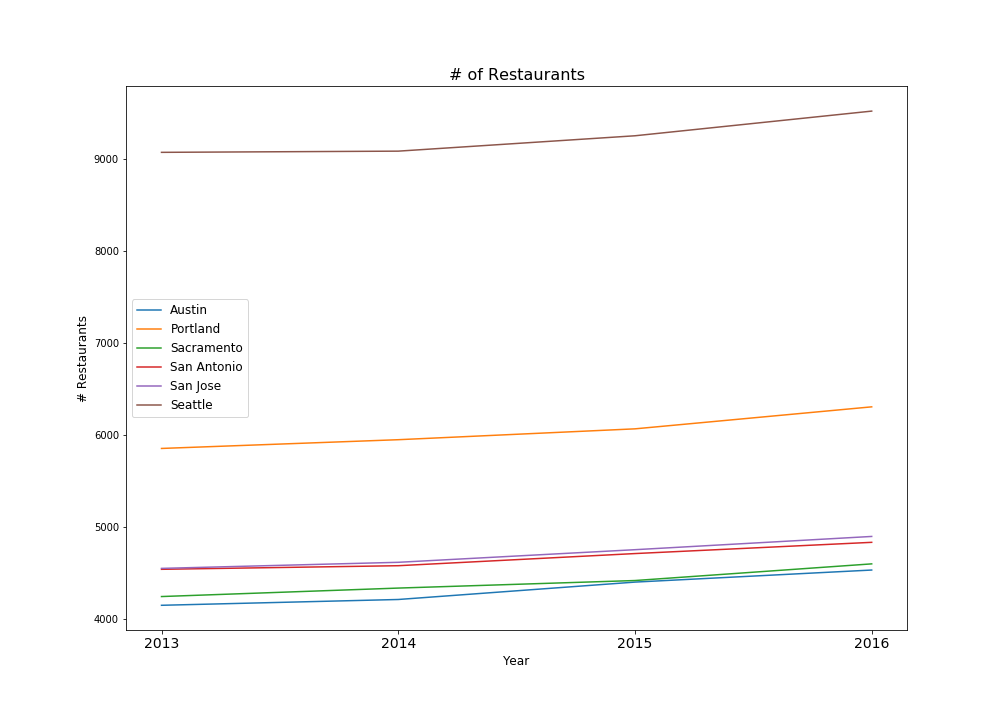 # of Restaurants
# Restaurants
9000
8000
7000
6000
5000
4000
Austin
Portland
Sacramento
San Antonio
San Jose
Seattle
2013 2014 2015 2016
Year